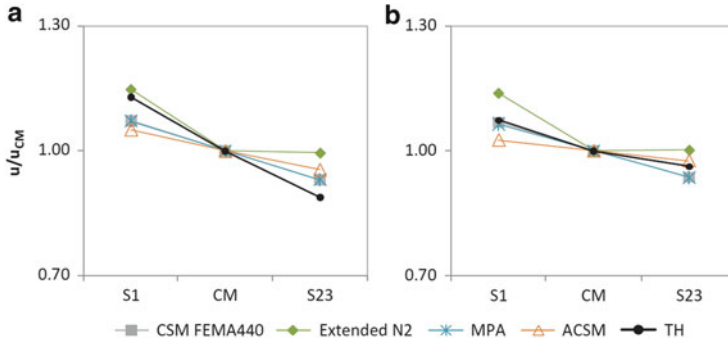 a
b
1.30
1.00
0.70
u/uCM
S1 CM S23
1.30
1.00
0.70
S1 CM S23
CSM FEMA440 Extended N2 MPA ACSM TH